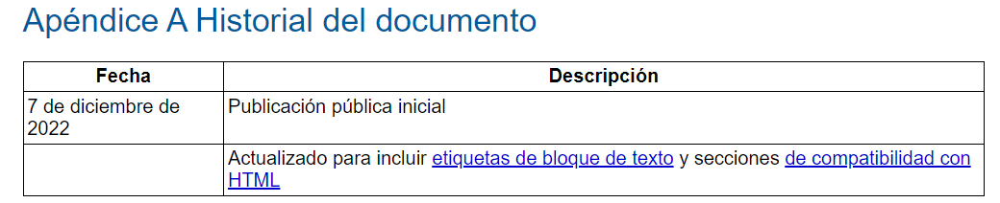 Apéndice A Historial del documento
Fecha
Descripción
7 de diciembre de
2022
Publicación pública inicial
Actualizado para incluir etiquetas de bloque de texto y secciones de compatibilidad con
HTML